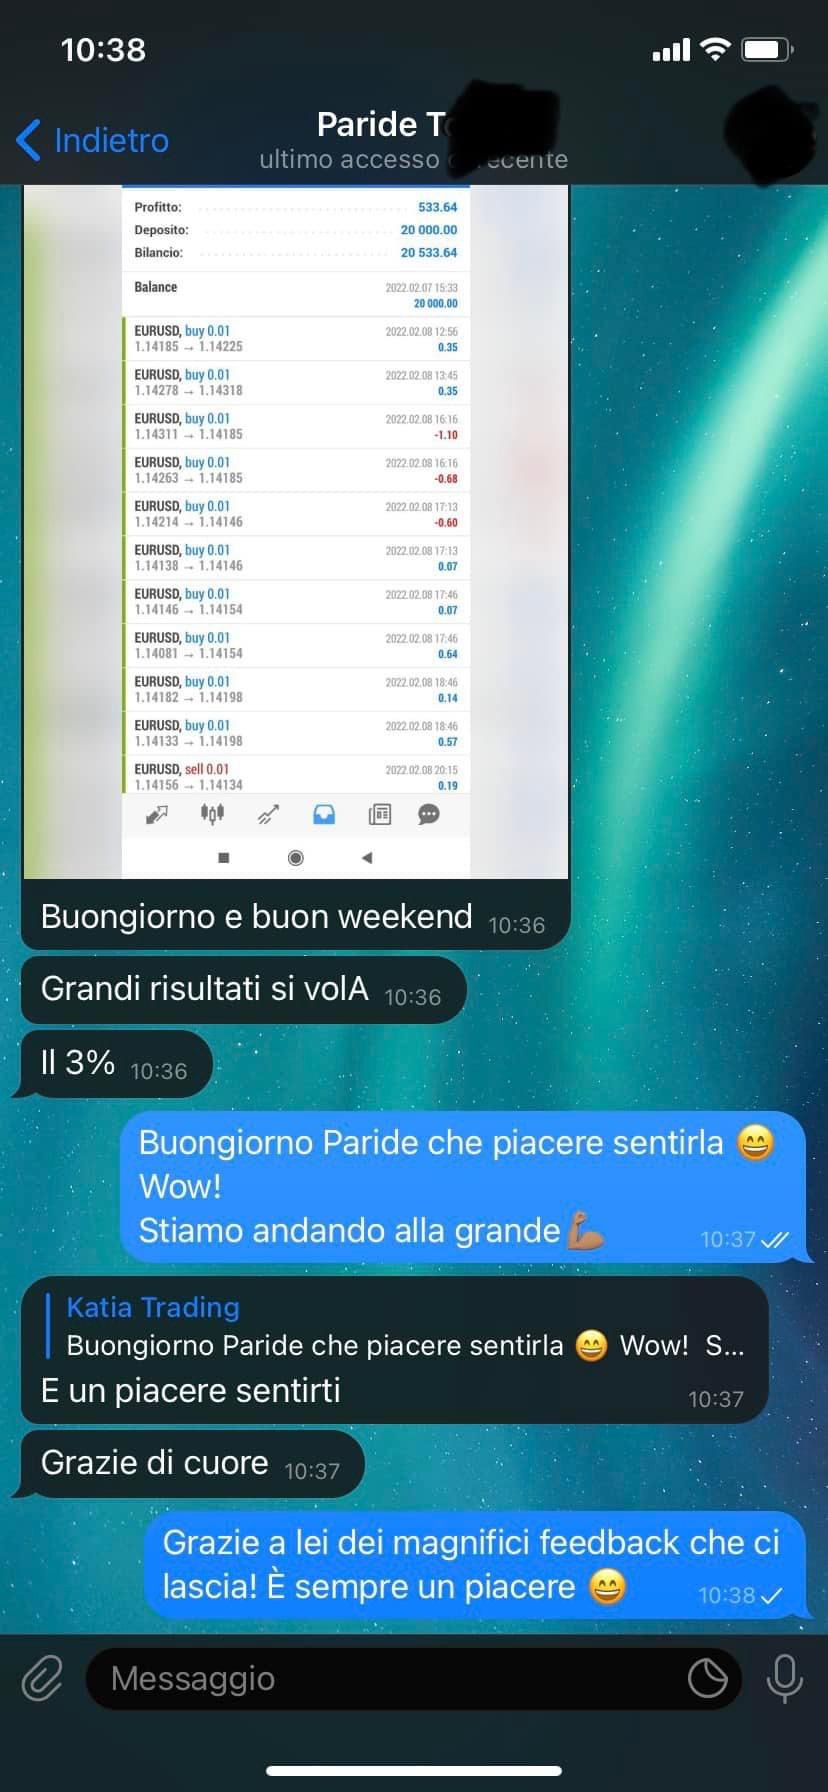 10:38
Indietro
Paride T
ultimo accesso
Profitto: 533.64
Deposito: 20 000.00
Bilancio: 20 533.64
Balance 2022.02.07 15:33
20 000.00
EURUSD, buy 0.01 2022.02.08 12:56
1.14185 → 1.14225 0.35
EURUSD, buy 0.01 2022.02.08 13:45
1.14278 → 1.14318 0.35
EURUSD, buy 0.01 2022.02.08 16:16
1.14311 → 1.14185 -1.10
EURUSD, buy 0.01 2022.02.08 16:16
1.14263 → 1.14185 -0.68
EURUSD, buy 0.01 2022.02.08 17:13
1.14214 → 1.14146 -0.60
EURUSD, buy 0.01 2022.02.08 17:13
1.14138 → 1.14146 0.07
EURUSD, buy 0.01 2022.02.08 17:46
1.14146 → 1.14154 0.07
EURUSD, buy 0.01 2022.02.08 17:46
1.14081 → 1.14154 0.64
EURUSD, buy 0.01 2022.02.08 18:46
1.14182 → 1.14198 0.14
EURUSD, buy 0.01 2022.02.08 18:46
1.14133 → 1.14198 0.57
EURUSD, sell 0.01 2022.02.08 20:15
1.14156 → 1.14134 0.19
Buongiorno e buon weekend 10:36
Grandi risultati si volA 10:36
Il 3% 10:36
Buongiorno Paride che piacere sentirla 😄
Wow!
Stiamo andando alla grande💪🏽 10:37
Katia Trading
Buongiorno Paride che piacere sentirla 😄 Wow! S...
E un piacere sentirti 10:37
Grazie di cuore 10:37
Grazie a lei dei magnifici feedback che ci
lascia! È sempre un piacere 😄 10:38
Messaggio